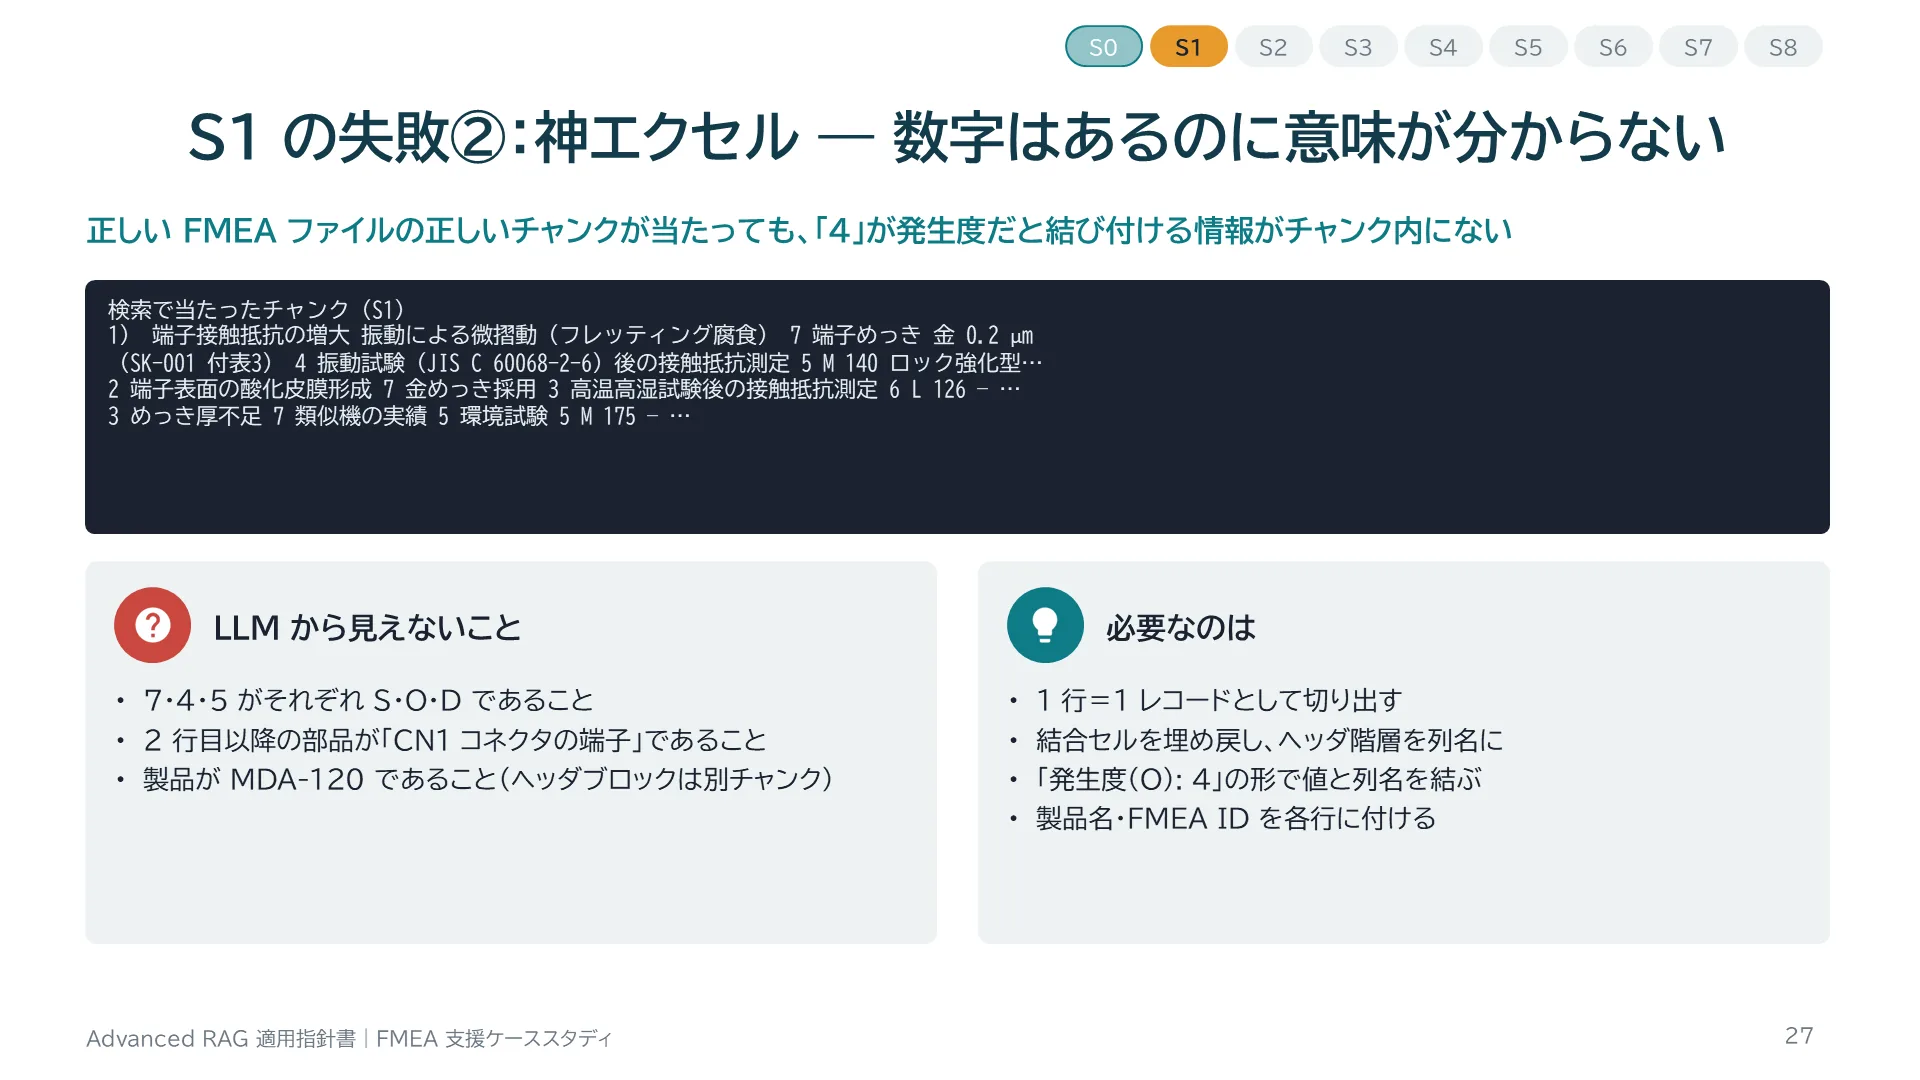 S0 S1 S2 S3 S4 S5 S6 S7 S8
S1 の失敗②：神エクセル — 数字はあるのに意味が分からない
正しい FMEA ファイルの正しいチャンクが当たっても、「4」が発生度だと結び付ける情報がチャンク内にない
検索で当たったチャンク（S1）
1） 端子接触抵抗の増大 振動による微摺動（フレッティング腐食） 7 端子めっき 金 0.2 μm
（SK-001 付表3） 4 振動試験（JIS C 60068-2-6）後の接触抵抗測定 5 M 140 ロック強化型…
2 端子表面の酸化皮膜形成 7 金めっき採用 3 高温高湿試験後の接触抵抗測定 6 L 126 － …
3 めっき厚不足 7 類似機の実績 5 環境試験 5 M 175 － …
LLM から見えないこと
• 7・4・5 がそれぞれ S・O・D であること
• 2 行目以降の部品が「CN1 コネクタの端子」であること
• 製品が MDA-120 であること（ヘッダブロックは別チャンク）
必要なのは
• 1 行＝1 レコードとして切り出す
• 結合セルを埋め戻し、ヘッダ階層を列名に
• 「発生度（O）: 4」の形で値と列名を結ぶ
• 製品名・FMEA ID を各行に付ける
Advanced RAG 適用指針書｜FMEA 支援ケーススタディ
27